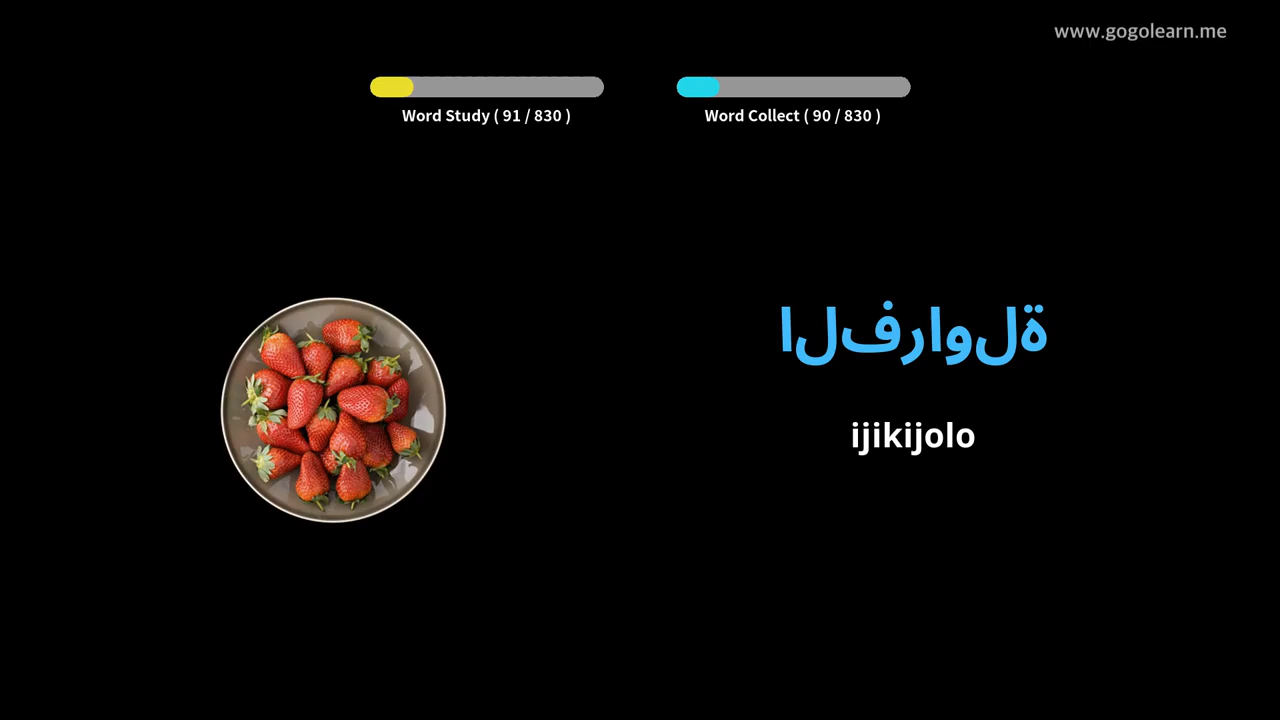 www.gogolearn.me
Word Study ( 91 / 830 )
Word Collect ( 90 / 830 )
الفراولة
ijikijolo